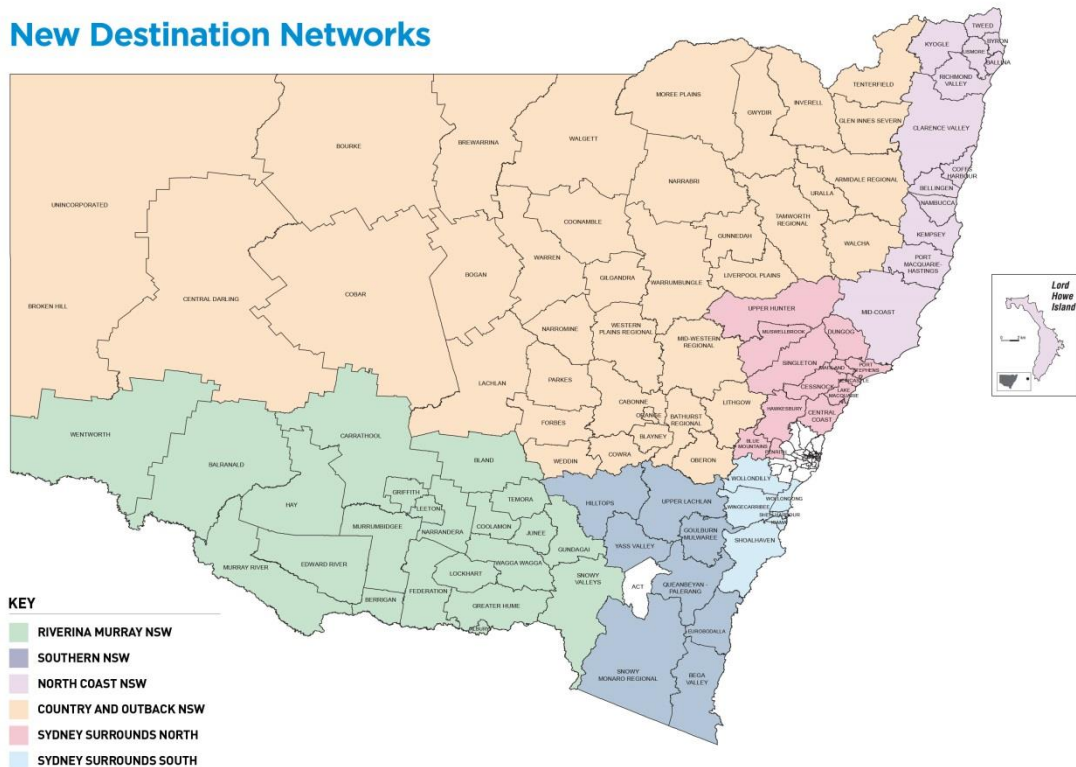 New Destination Networks
TWEED
KYOGLE
BYRON
LISMORE
BALLINA
RICHMOND
VALLEY
TENTERFIELD
MOREE PLAINS
GWYDIR
INVERELL
GLEN INNES SEVERN
CLARENCE VALLEY
BOURKE
BREWARRINA
WALGETT
NARRABRI
ARMIDALE REGIONAL
COFFS
HARBOUR
BELLINGEN
URALLA
NAMBUCCA
UNINCORPORATED
COONAMBLE
TAMWORTH
REGIONAL
GUNNEDAH
WALCHA
KEMPSEY
PORT
MACQUARIE-
HASTINGS
WARREN
BOGAN
GILGANDRA
WARRUMBUNGLE
LIVERPOOL PLAINS
COBAR
CENTRAL DARLING
BROKEN HILL
UPPER HUNTER
MID-COAST
Lord
Howe
Island
NARROMINE
WESTERN
PLAINS REGIONAL
MID-WESTERN
REGIONAL
MUSWELLBROOK
DUNGOG
SINGLETON
MAITLAND
PORT
STEPHENS
NEWCASTLE
CESSNOCK
LAKE
MACQUARIE
LACHLAN
PARKES
CABONNE
ORANGE
BATHURST
REGIONAL
LITHGOW
HAWKESBURY
CENTRAL
COAST
FORBES
BLAYNEY
WEDDIN
COWRA
OBERON
BLUE
MOUNTAINS
PENRITH
WENTWORTH
CARRATHOOL
BALRANALD
BLAND
WOLLONDILLY
HAY
GRIFFITH
LEETON
TEMORA
HILLTOPS
UPPER LACHLAN
WOLLONGONG
WINGECARRIBEE
SHELLHARBOUR
KIAMA
MURRUMBIDGEE
NARRANDERA
COOLAMON
JUNEE
GOULBURN
MULWAREE
SHOALHAVEN
YASS VALLEY
GUNDAGAI
MURRAY RIVER
EDWARD RIVER
LOCKHART
WAGGA WAGGA
SNOWY
VALLEYS
ACT
QUEANBEYAN -
PALERANG
BERRIGAN
FEDERATION
GREATER HUME
ALBURY
EUROBODALLA
SNOWY
MONARO REGIONAL
BEGA
VALLEY
KEY
RIVERINA MURRAY NSW
SOUTHERN NSW
NORTH COAST NSW
COUNTRY AND OUTBACK NSW
SYDNEY SURROUNDS NORTH
SYDNEY SURROUNDS SOUTH